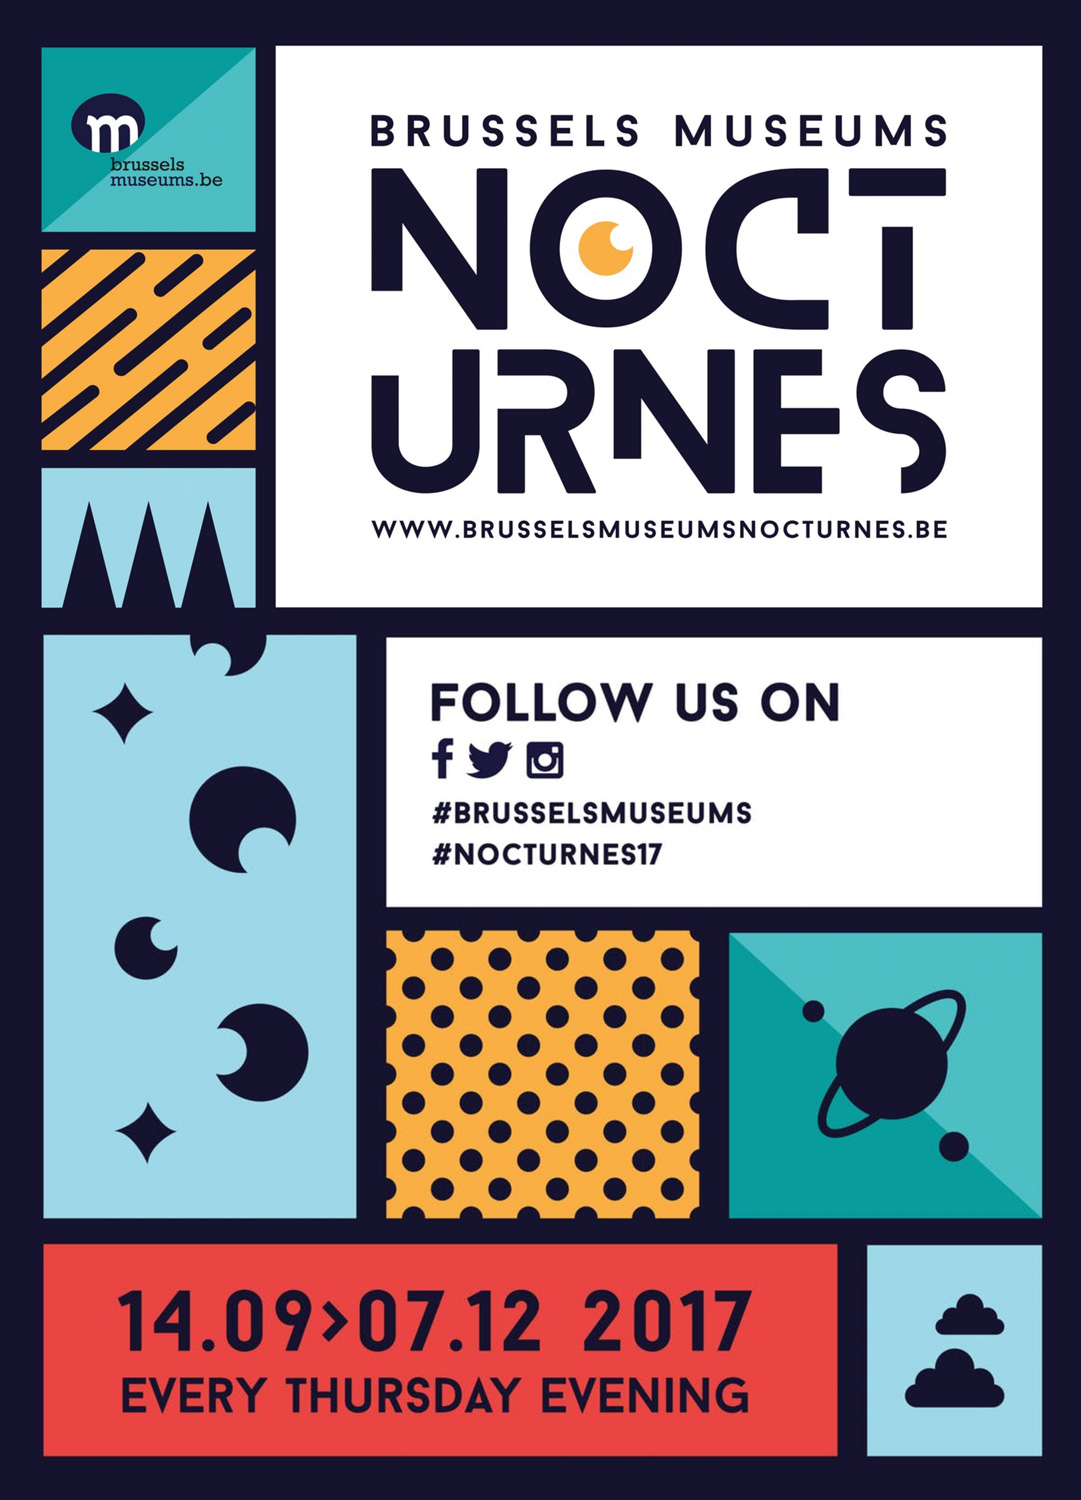 m
brussels
museums.be
BRUSSELS MUSEUMS
NOCT
URNES
WWW.BRUSSELSMUSEUMSNOCTURNES.BE
FOLLOW US ON
#BRUSSELSMUSEUMS
#NOCTURNES17
14.09>07.12 2017
EVERY THURSDAY EVENING